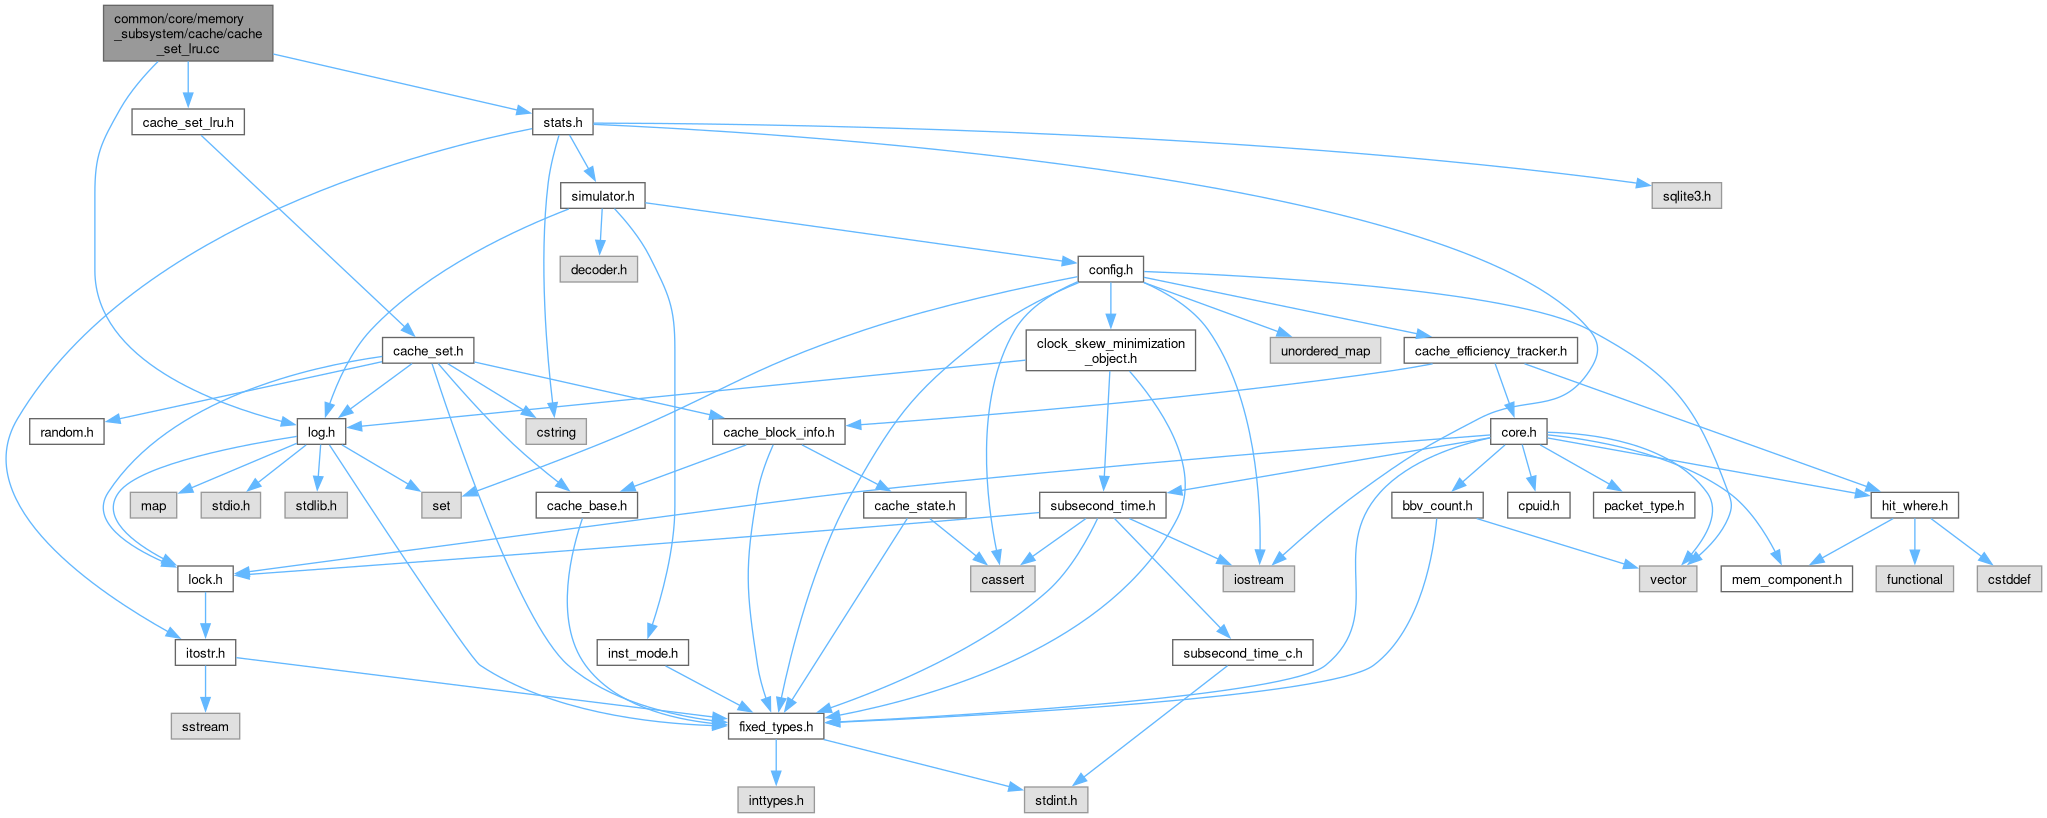 common/core/memory
_subsystem/cache/cache
_set_lru.cc
cache_set_lru.h
stats.h
simulator.h
sqlite3.h
decoder.h
config.h
cache_set.h
clock_skew_minimization
_object.h
unordered_map
cache_efficiency_tracker.h
random.h
log.h
cstring
cache_block_info.h
core.h
map
stdio.h
stdlib.h
set
cache_base.h
cache_state.h
subsecond_time.h
bbv_count.h
cpuid.h
packet_type.h
hit_where.h
lock.h
cassert
iostream
vector
mem_component.h
functional
cstddef
itostr.h
inst_mode.h
subsecond_time_c.h
sstream
fixed_types.h
inttypes.h
stdint.h